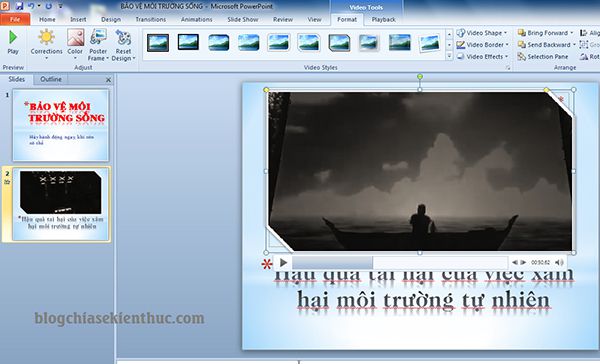 BẢO VỆ MÔI TRƯỜNG SỐNG - Microsoft PowerPoint
Video Tools
File Home Insert Design Transitions Animations Slide Show Review View Format Playback
Play Corrections Color Poster Frame Reset Design
Video Shape
Video Border
Video Effects
Bring Forward
Send Backward
Selection Pane
Preview Adjust Video Styles Arrange
Slides Outline
1
*BẢO VỆ MÔI
TRƯỜNG SỐNG
Hãy hành động ngay khi còn
có thể
2
*Hậu quả tai hại của việc xâm
hại môi trường tự nhiên
00:30.62
*Hậu quả tai hại của việc xâm
hại môi trường tự nhiên
blogchiasekienthuc.com